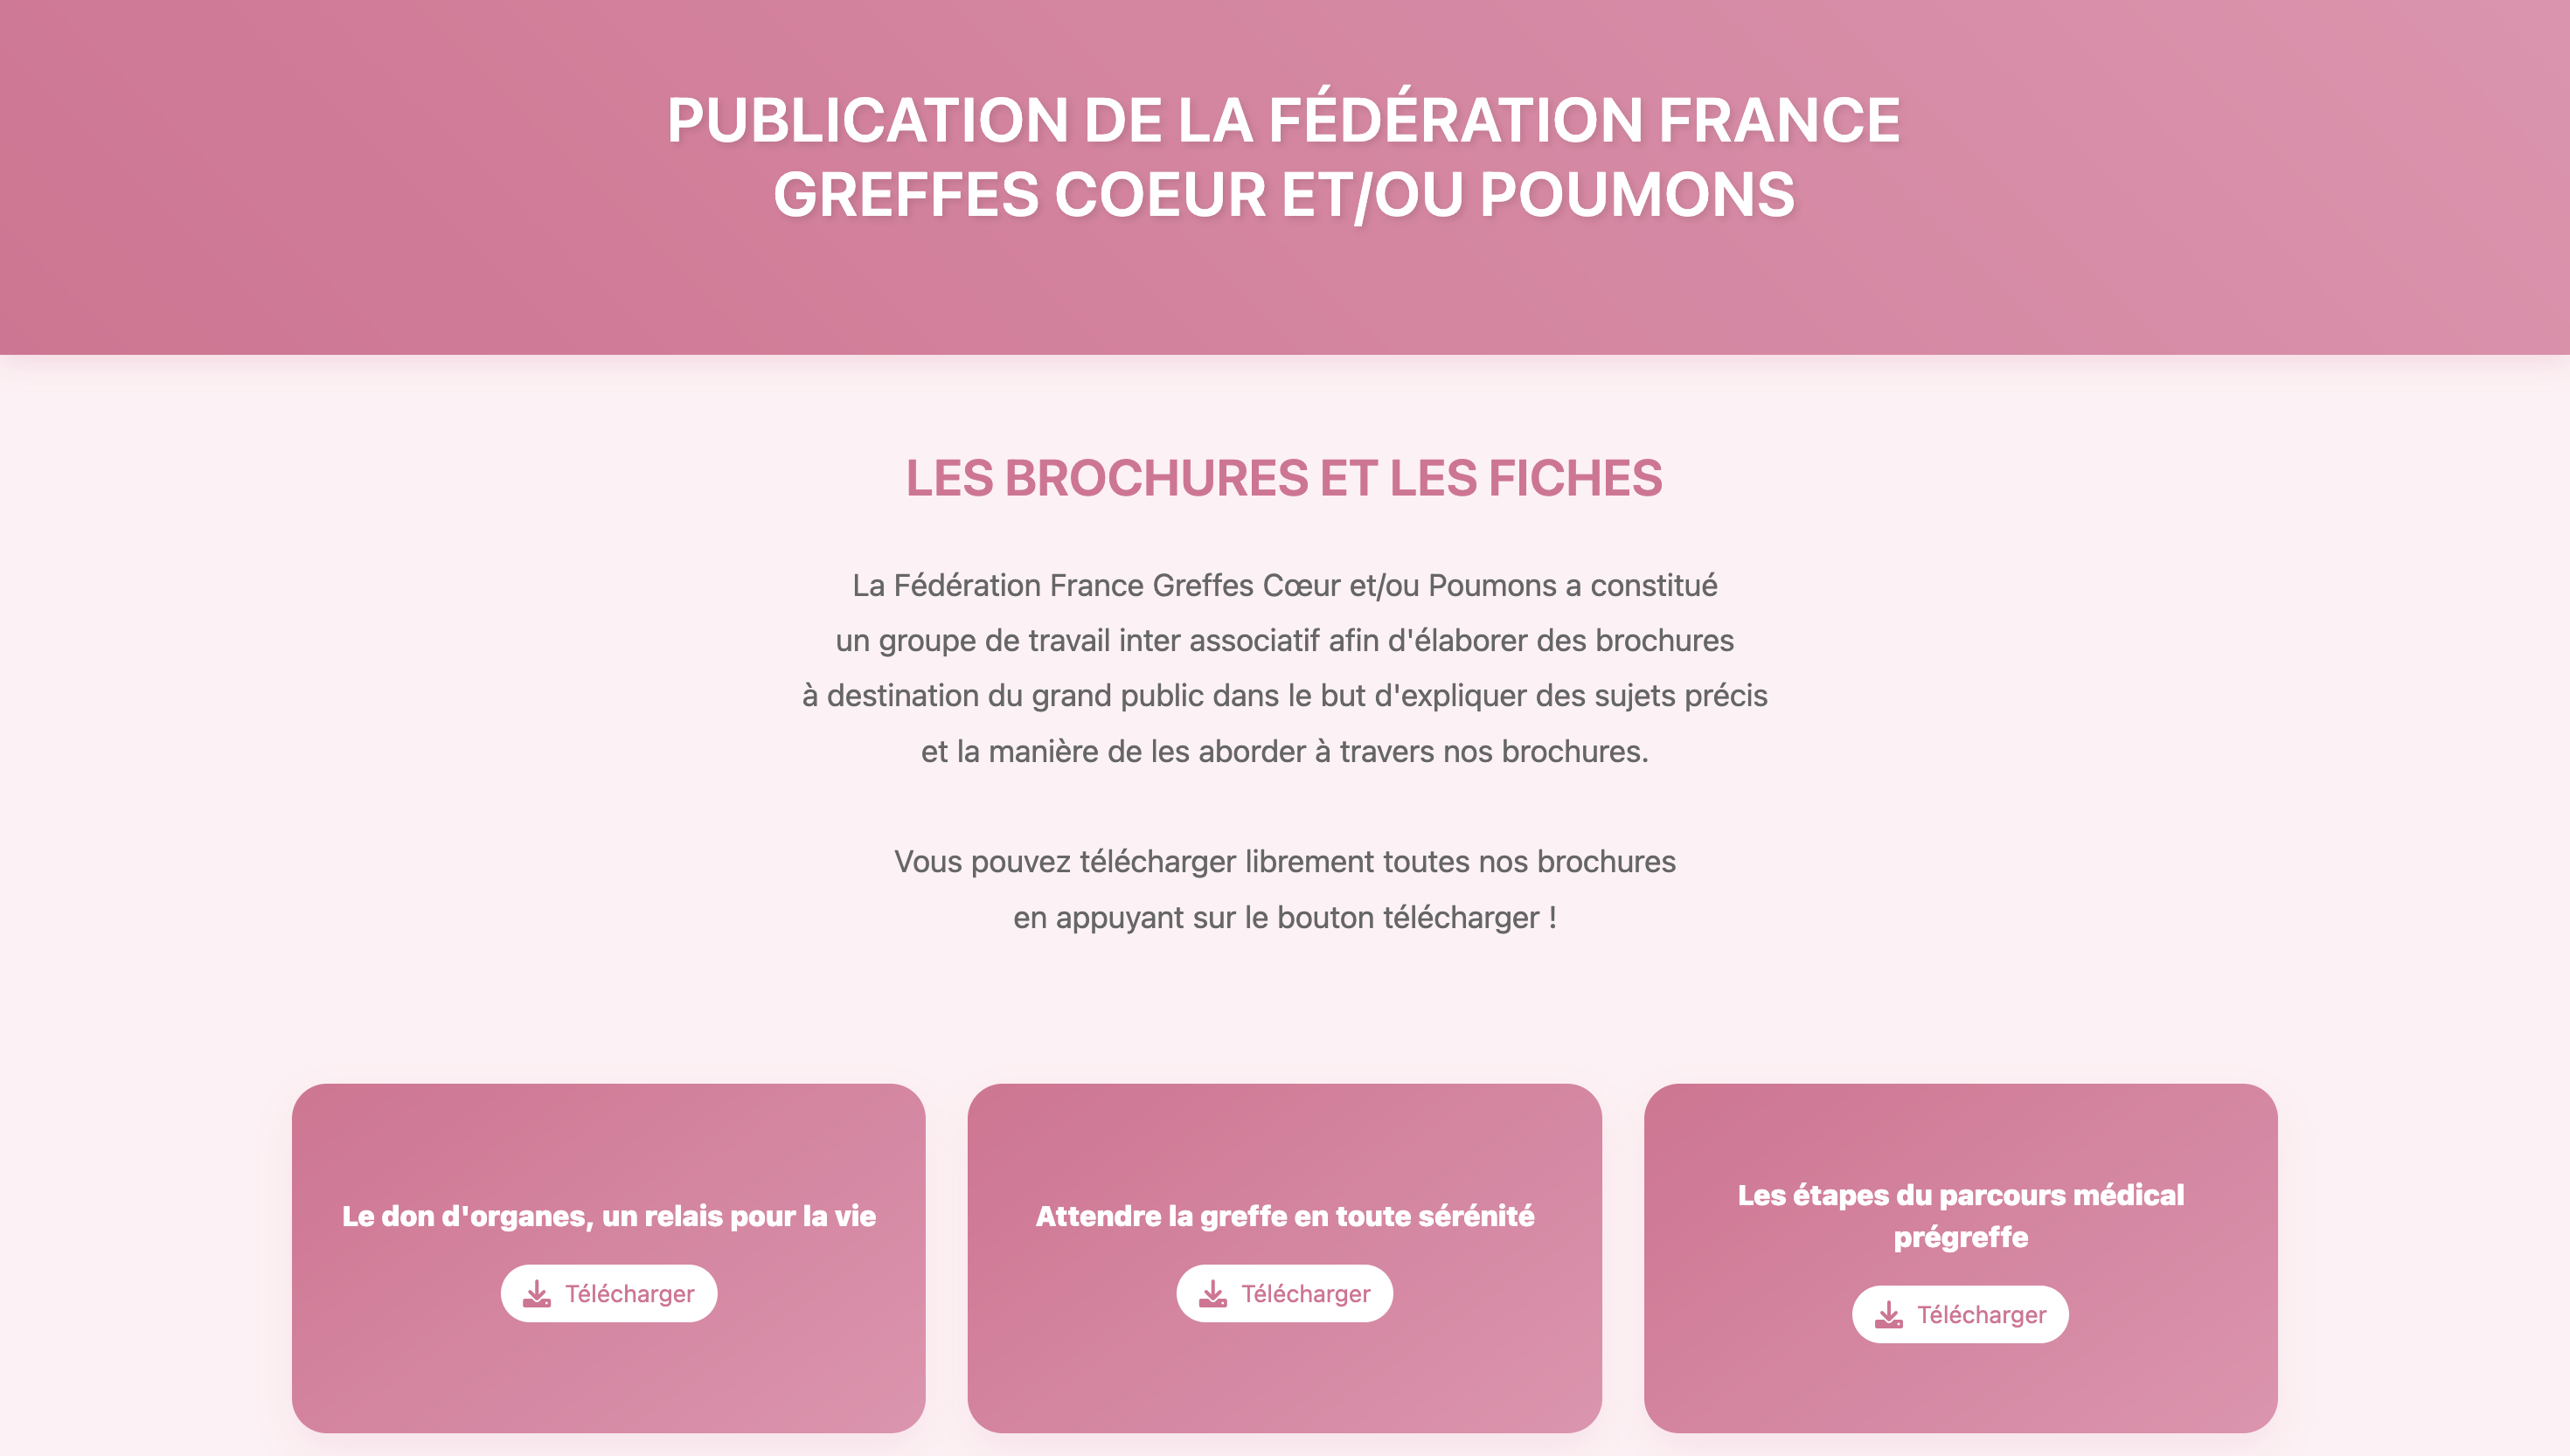 PUBLICATION DE LA FÉDÉRATION FRANCE
GREFFES COEUR ET/OU POUMONS
LES BROCHURES ET LES FICHES
La Fédération France Greffes Cœur et/ou Poumons a constitué
un groupe de travail inter associatif afin d'élaborer des brochures
à destination du grand public dans le but d'expliquer des sujets précis
et la manière de les aborder à travers nos brochures.
Vous pouvez télécharger librement toutes nos brochures
en appuyant sur le bouton télécharger !
Le don d'organes, un relais pour la vie
Télécharger
Attendre la greffe en toute sérénité
Télécharger
Les étapes du parcours médical
prégreffe
Télécharger